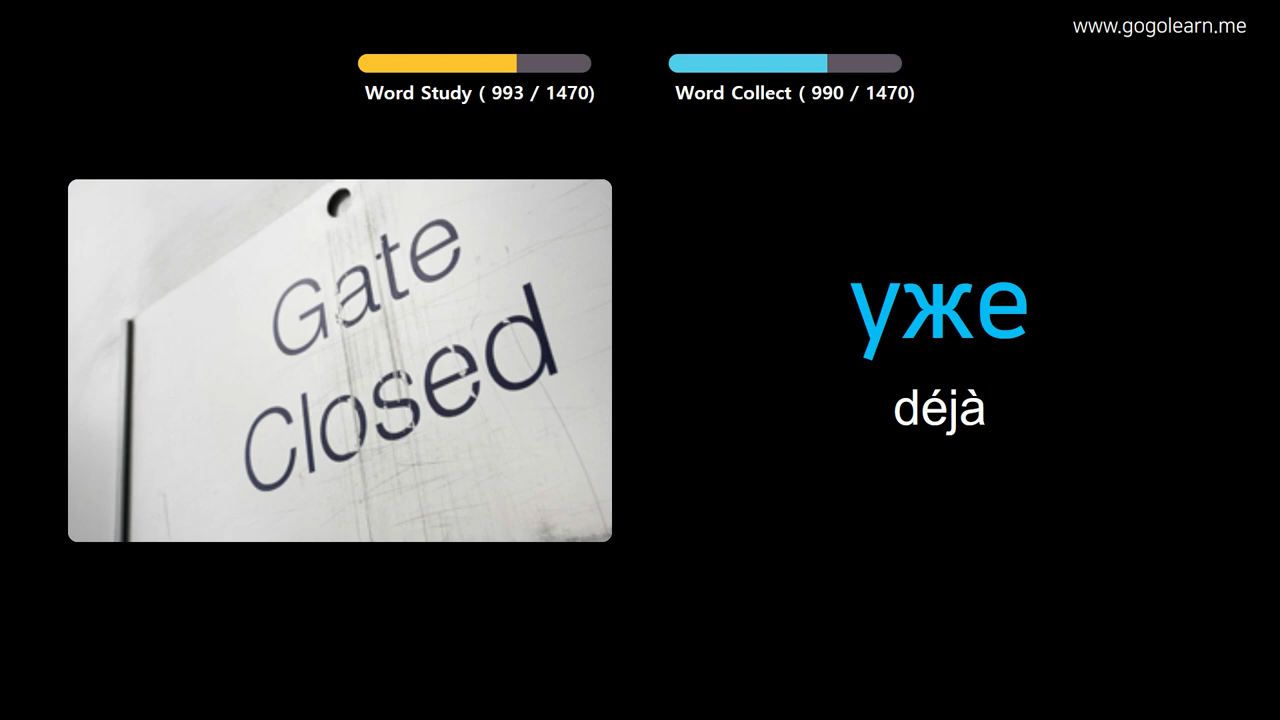 www.gogolearn.me
Word Study ( 993 / 1470)
Word Collect ( 990 / 1470)
Gate
Closed
уже
déjà